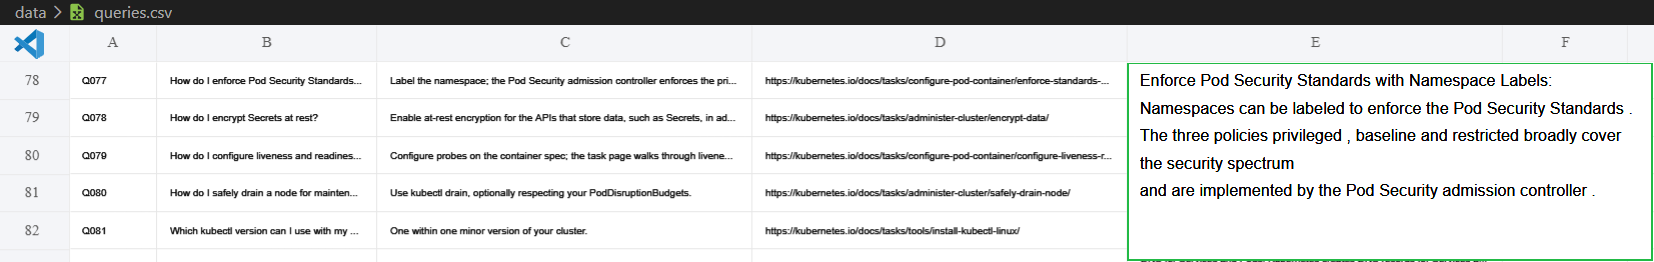 data > queries.csv
A B C D E F
78 Q077 How do I enforce Pod Security Standards... Label the namespace; the Pod Security admission controller enforces the pri... https://kubernetes.io/docs/tasks/configure-pod-container/enforce-standards-...
79 Q078 How do I encrypt Secrets at rest? Enable at-rest encryption for the APIs that store data, such as Secrets, in ad... https://kubernetes.io/docs/tasks/administer-cluster/encrypt-data/
80 Q079 How do I configure liveness and readines... Configure probes on the container spec; the task page walks through livene... https://kubernetes.io/docs/tasks/configure-pod-container/configure-liveness-r...
81 Q080 How do I safely drain a node for mainten... Use kubectl drain, optionally respecting your PodDisruptionBudgets. https://kubernetes.io/docs/tasks/administer-cluster/safely-drain-node/
82 Q081 Which kubectl version can I use with my ... One within one minor version of your cluster. https://kubernetes.io/docs/tasks/tools/install-kubectl-linux/
Enforce Pod Security Standards with Namespace Labels:
Namespaces can be labeled to enforce the Pod Security Standards .
The three policies privileged , baseline and restricted broadly cover
the security spectrum
and are implemented by the Pod Security admission controller .